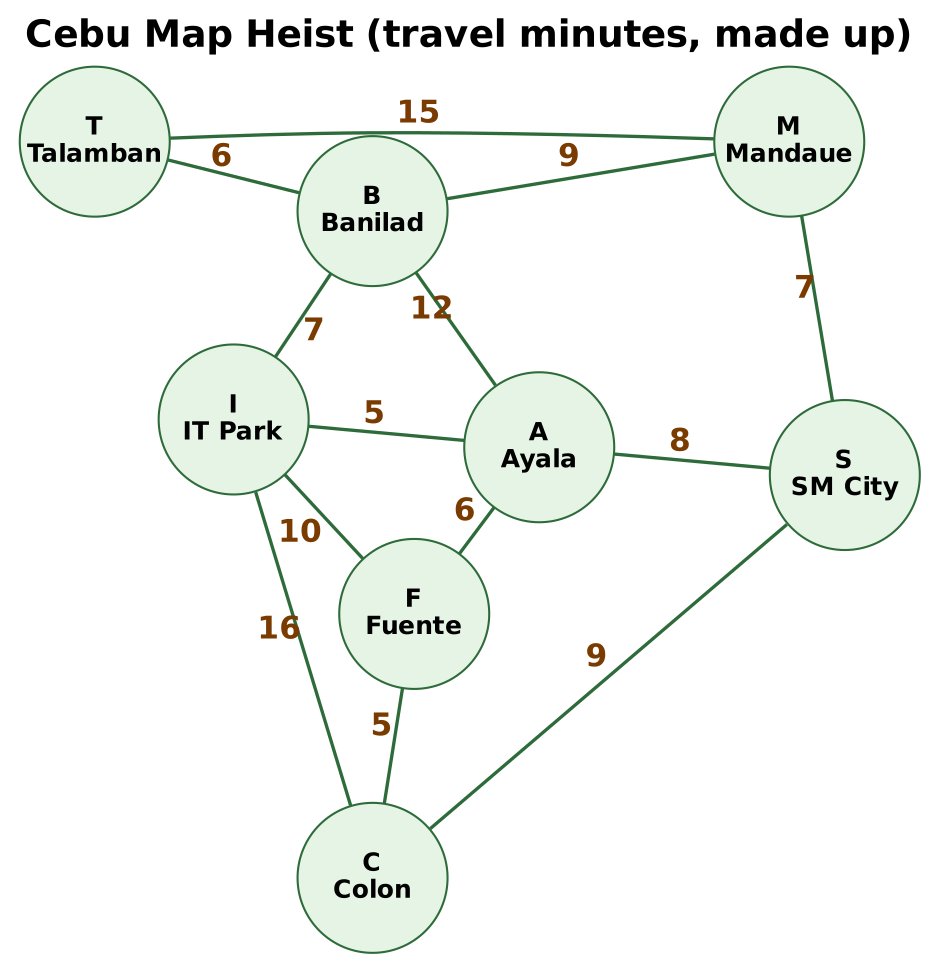 Cebu Map Heist (travel minutes, made up)
15
T
Talamban
M
Mandaue
6
9
B
Banilad
7
12
7
I
IT Park
5
A
Ayala
8
S
SM City
6
10
F
Fuente
16
9
5
C
Colon